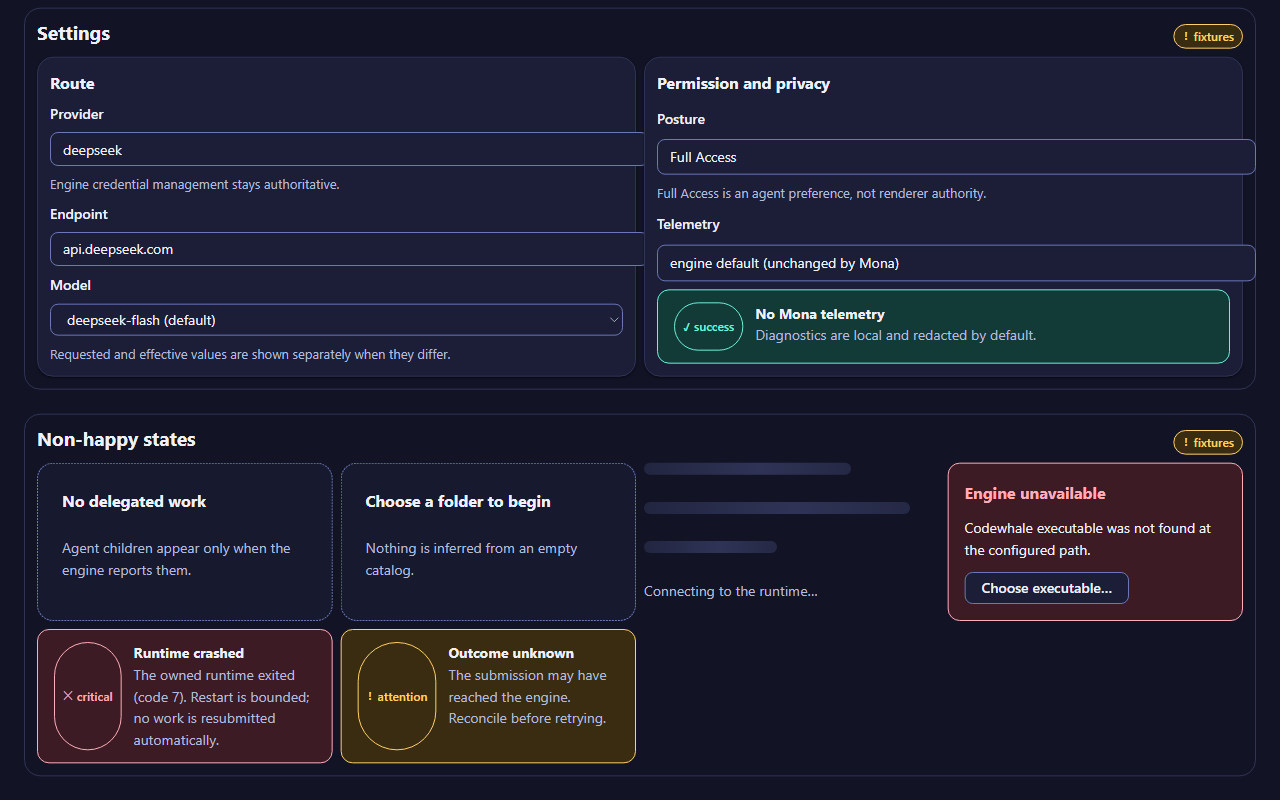 Settings
! fixtures
Route
Provider
deepseek
Engine credential management stays authoritative.
Endpoint
api.deepseek.com
Model
deepseek-flash (default)
Requested and effective values are shown separately when they differ.
Permission and privacy
Posture
Full Access
Full Access is an agent preference, not renderer authority.
Telemetry
engine default (unchanged by Mona)
✓ success
No Mona telemetry
Diagnostics are local and redacted by default.
Non-happy states
! fixtures
No delegated work
Agent children appear only when the
engine reports them.
Choose a folder to begin
Nothing is inferred from an empty
catalog.
Connecting to the runtime...
Engine unavailable
Codewhale executable was not found at
the configured path.
Choose executable...
✕ critical
Runtime crashed
The owned runtime exited
(code 7). Restart is bounded;
no work is resubmitted
automatically.
! attention
Outcome unknown
The submission may have
reached the engine.
Reconcile before retrying.